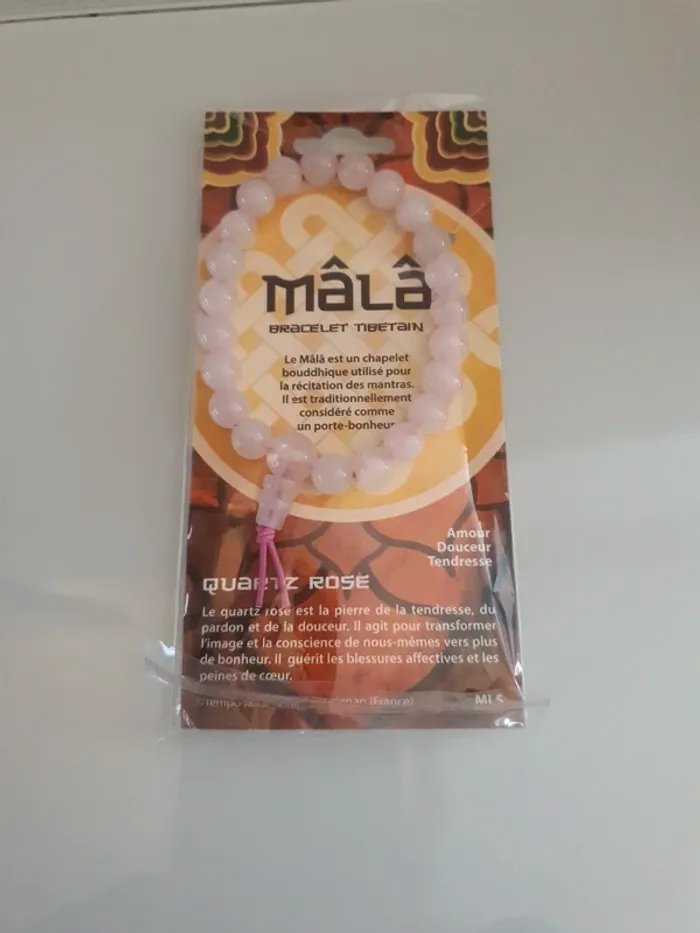 MÂLÂ
BRACELET TIBETAIN
Le Mâlâ est un chapelet
bouddhique utilisé pour
la récitation des mantras.
Il est traditionnellement
considéré comme
un porte-bonheur
Amour
Douceur
Tendresse
QUARTZ ROSE
Le quartz rose est la pierre de la tendresse, du
pardon et de la douceur. Il agit pour transformer
l'image et la conscience de nous-mêmes vers plus
de bonheur. Il guérit les blessures affectives et les
peines de cœur.
(France)